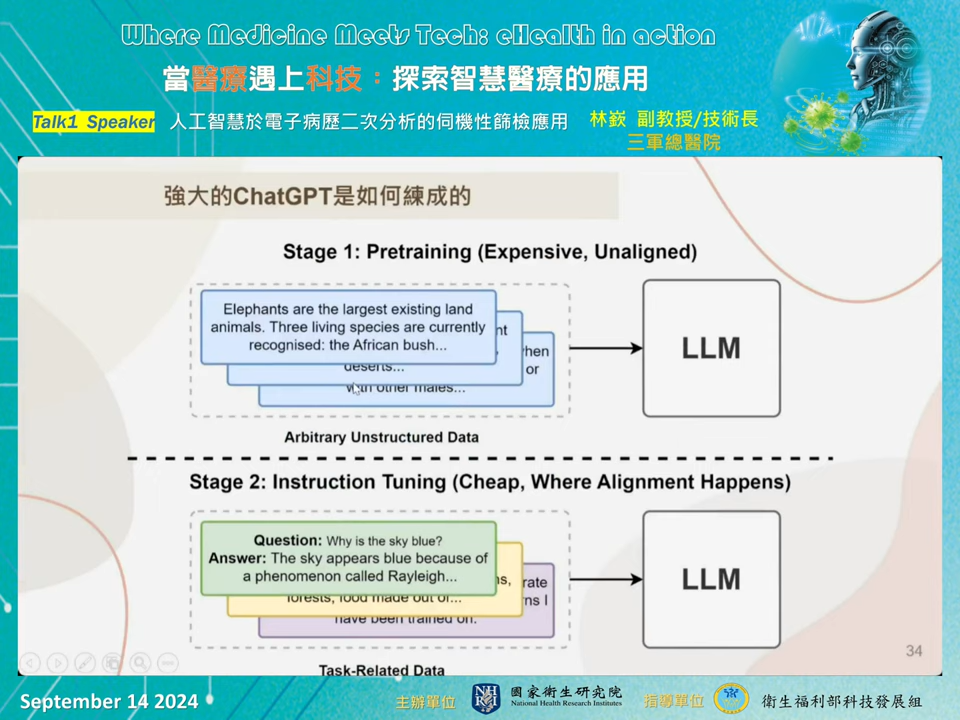 Where Medicine Meets Tech: eHealth in action
當醫療遇上科技：探索智慧醫療的應用
Talk1 Speaker 人工智慧於電子病歷二次分析的伺機性篩檢應用 林嶔 副教授/技術長
三軍總醫院
強大的ChatGPT是如何練成的
Stage 1: Pretraining (Expensive, Unaligned)
Elephants are the largest existing land
animals. Three living species are currently
recognised: the African bush...
nt
deserts...
when
or
with other males...
LLM
Arbitrary Unstructured Data
Stage 2: Instruction Tuning (Cheap, Where Alignment Happens)
Question: Why is the sky blue?
Answer: The sky appears blue because of
a phenomenon called Rayleigh...
ns,
forests, food made out of...
rate
rns I
have been trained on.
LLM
Task-Related Data
34
September 14 2024
主辦單位
NHRI
國家衛生研究院
National Health Research Institutes
指導單位
衛生福利部科技發展組